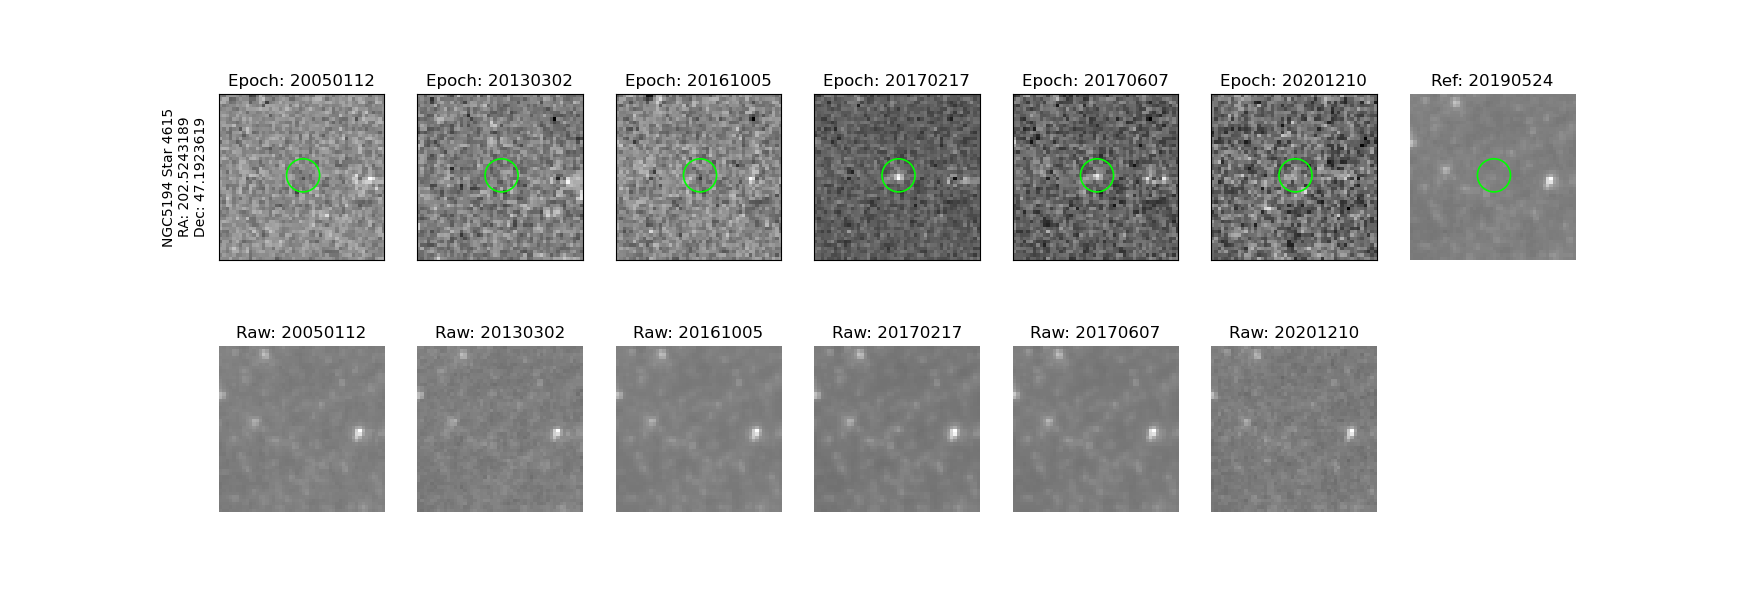 Epoch: 20050112
Epoch: 20130302
Epoch: 20161005
Epoch: 20170217
Epoch: 20170607
Epoch: 20201210
Ref: 20190524
NGC5194 Star 4615
RA: 202.5243189
Dec: 47.1923619
Raw: 20050112
Raw: 20130302
Raw: 20161005
Raw: 20170217
Raw: 20170607
Raw: 20201210